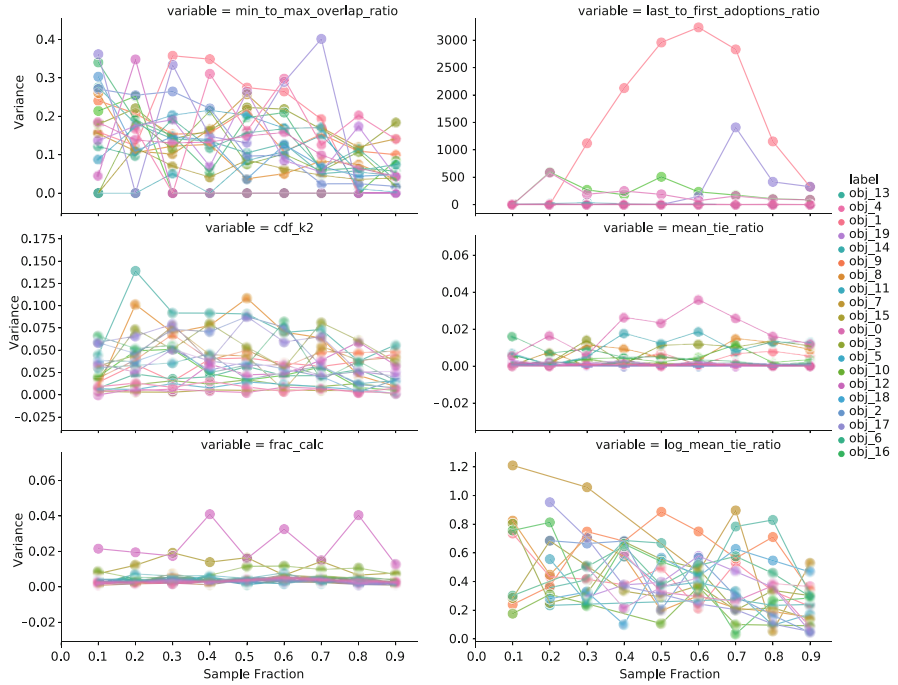 variable = min_to_max_overlap_ratio
variable = last_to_first_adoptions_ratio
Variance
0.4
0.3
0.2
0.1
0.0
3000
2500
2000
1500
1000
500
0
variable = cdf_k2
variable = mean_tie_ratio
Variance
0.175
0.150
0.125
0.100
0.075
0.050
0.025
0.000
−0.025
0.06
0.04
0.02
0.00
−0.02
variable = frac_calc
variable = log_mean_tie_ratio
Variance
0.06
0.04
0.02
0.00
−0.02
1.2
1.0
0.8
0.6
0.4
0.2
0.0
0.0 0.1 0.2 0.3 0.4 0.5 0.6 0.7 0.8 0.9
Sample Fraction
0.0 0.1 0.2 0.3 0.4 0.5 0.6 0.7 0.8 0.9
Sample Fraction
label
obj_13
obj_4
obj_1
obj_19
obj_14
obj_9
obj_8
obj_11
obj_7
obj_15
obj_0
obj_3
obj_5
obj_10
obj_12
obj_18
obj_2
obj_17
obj_6
obj_16